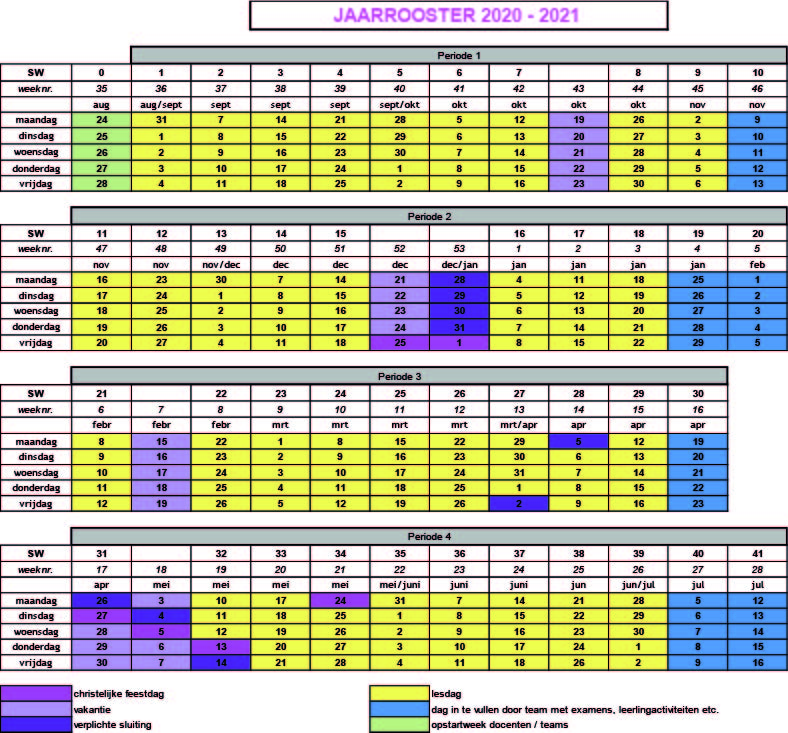 JAARROOSTER 2020 - 2021
Periode 1
SW 0 1 2 3 4 5 6 7 8 9 10
weeknr. 35 36 37 38 39 40 41 42 43 44 45 46
aug aug/sept sept sept sept sept/okt okt okt okt okt nov nov
maandag 24 31 7 14 21 28 5 12 19 26 2 9
dinsdag 25 1 8 15 22 29 6 13 20 27 3 10
woensdag 26 2 9 16 23 30 7 14 21 28 4 11
donderdag 27 3 10 17 24 1 8 15 22 29 5 12
vrijdag 28 4 11 18 25 2 9 16 23 30 6 13
Periode 2
SW 11 12 13 14 15 16 17 18 19 20
weeknr. 47 48 49 50 51 52 53 1 2 3 4 5
nov nov nov/dec dec dec dec dec/jan jan jan jan jan feb
maandag 16 23 30 7 14 21 28 4 11 18 25 1
dinsdag 17 24 1 8 15 22 29 5 12 19 26 2
woensdag 18 25 2 9 16 23 30 6 13 20 27 3
donderdag 19 26 3 10 17 24 31 7 14 21 28 4
vrijdag 20 27 4 11 18 25 1 8 15 22 29 5
Periode 3
SW 21 22 23 24 25 26 27 28 29 30
weeknr. 6 7 8 9 10 11 12 13 14 15 16
febr febr febr mrt mrt mrt mrt mrt/apr apr apr apr
maandag 8 15 22 1 8 15 22 29 5 12 19
dinsdag 9 16 23 2 9 16 23 30 6 13 20
woensdag 10 17 24 3 10 17 24 31 7 14 21
donderdag 11 18 25 4 11 18 25 1 8 15 22
vrijdag 12 19 26 5 12 19 26 2 9 16 23
Periode 4
SW 31 32 33 34 35 36 37 38 39 40 41
weeknr. 17 18 19 20 21 22 23 24 25 26 27 28
apr mei mei mei mei mei/juni juni juni jun jun/jul jul jul
maandag 26 3 10 17 24 31 7 14 21 28 5 12
dinsdag 27 4 11 18 25 1 8 15 22 29 6 13
woensdag 28 5 12 19 26 2 9 16 23 30 7 14
donderdag 29 6 13 20 27 3 10 17 24 1 8 15
vrijdag 30 7 14 21 28 4 11 18 26 2 9 16
christelijke feestdag lesdag
vakantie dag in te vullen door team met examens, leerlingactiviteiten etc.
verplichte sluiting opstartweek docenten / teams